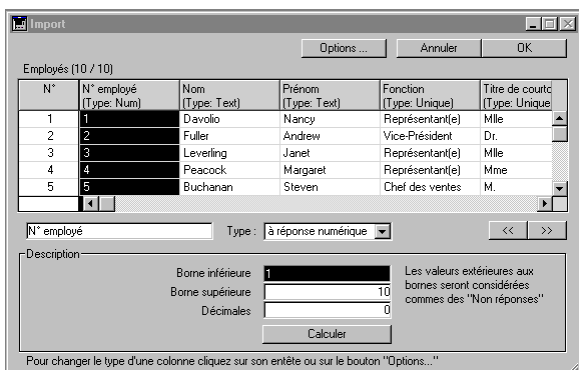 Import
Options ... Annuler OK
Employés (10 / 10)
N° N° employé (Type: Num) Nom (Type: Text) Prénom (Type: Text) Fonction (Type: Unique) Titre de courto (Type: Unique
1 1 Davolio Nancy Représentant(e) Mlle
2 2 Fuller Andrew Vice-Président Dr.
3 3 Leverling Janet Représentant(e) Mlle
4 4 Peacock Margaret Représentant(e) Mme
5 5 Buchanan Steven Chef des ventes M.
N° employé Type : à réponse numérique << >>
Description
Borne inférieure 1
Borne supérieure 10
Décimales 0
Les valeurs extérieures aux
bornes seront considérées
commes des "Non réponses"
Calculer
Pour changer le type d'une colonne cliquez sur son entête ou sur le bouton "Options..."